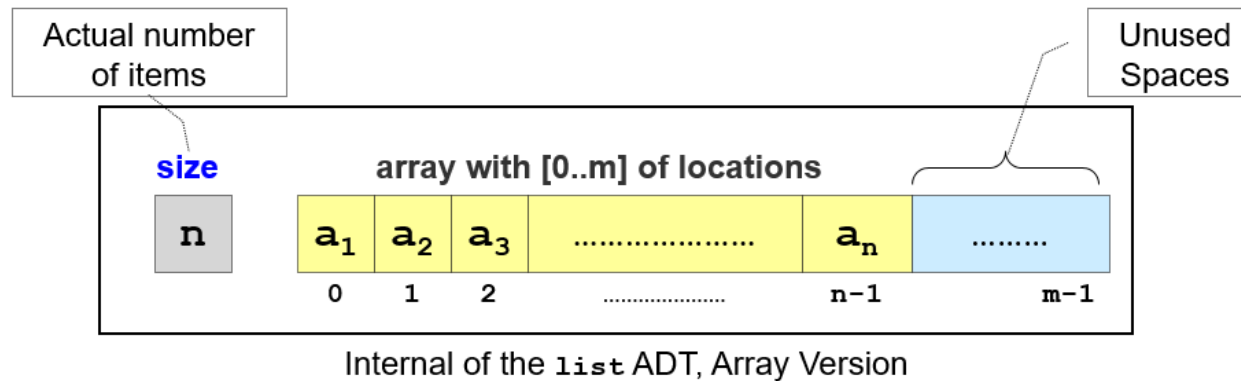 Actual number
of items
Unused
Spaces
size
array with [0..m] of locations
n
a₁ a₂ a₃ ..................... aₙ .........
0 1 2 ..................... n-1 m-1
Internal of the list ADT, Array Version